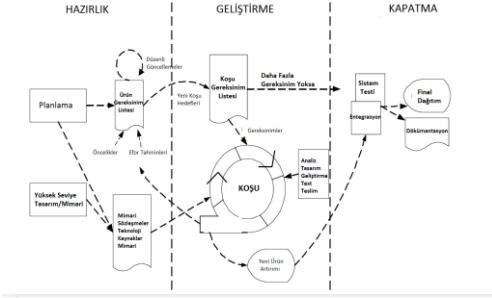 HAZIRLIK
GELİŞTİRME
KAPATMA
Düzenli
Güncellemeler
Planlama
Ürün
Gereksinim
Listesi
Yeni Koşu
Hedefleri
Koşu
Gereksinim
Listesi
Daha Fazla
Gereksinim Yoksa
Sistem
Testi
Entegrasyon
Final
Dağıtım
Dökümantasyon
Öncelikler
Efor Tahminleri
Gereksinimler
KOŞU
Analiz
Tasarım
Geliştirme
Test
Teslim
Yüksek Seviye
Tasarım/Mimari
Mimari
Sözleşmeler
Teknoloji
Kaynaklar
Mimari
Yeni Ürün
Artırımı